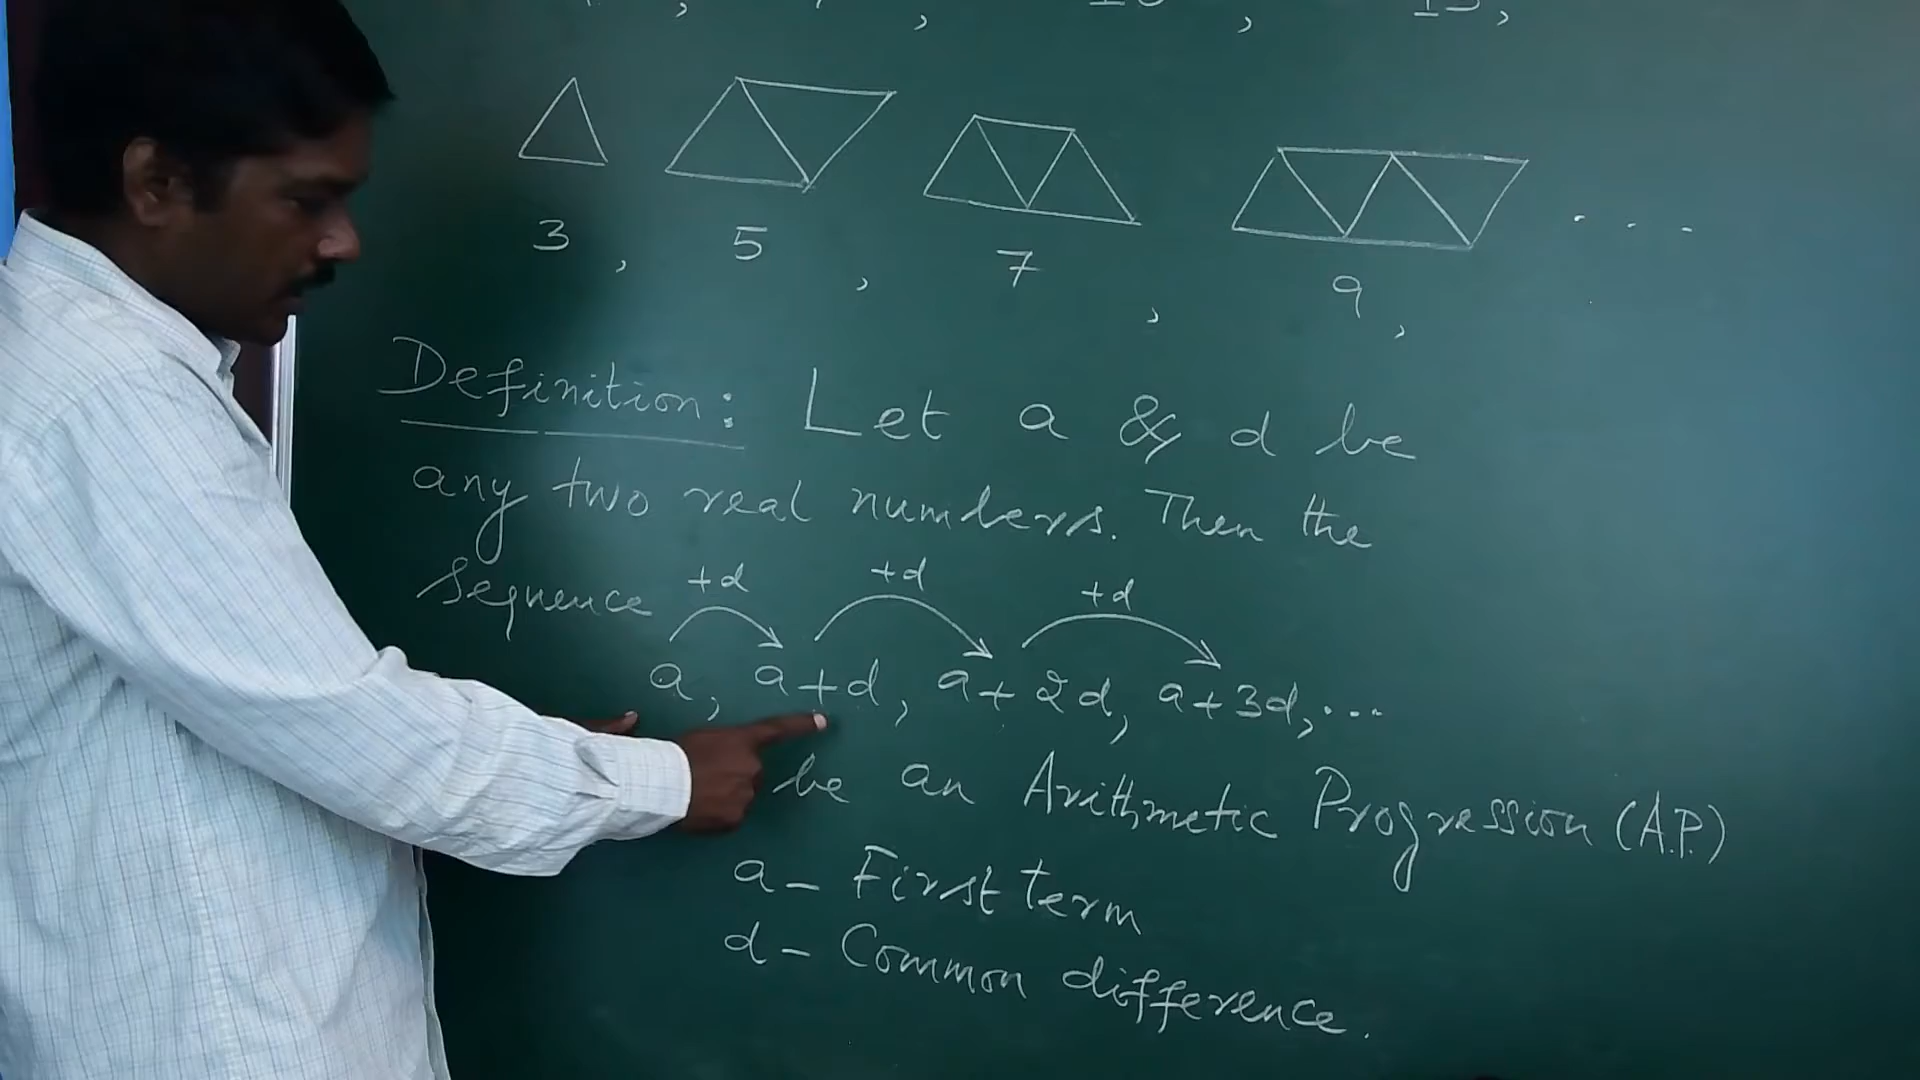 3, 5, 7, 9, . . .
Definition: Let a & d be
any two real numbers. Then the
sequence +d +d +d
a, a+d, a+2d, a+3d, ...
be an Arithmetic Progression (A.P.)
a - First term
d - Common difference.